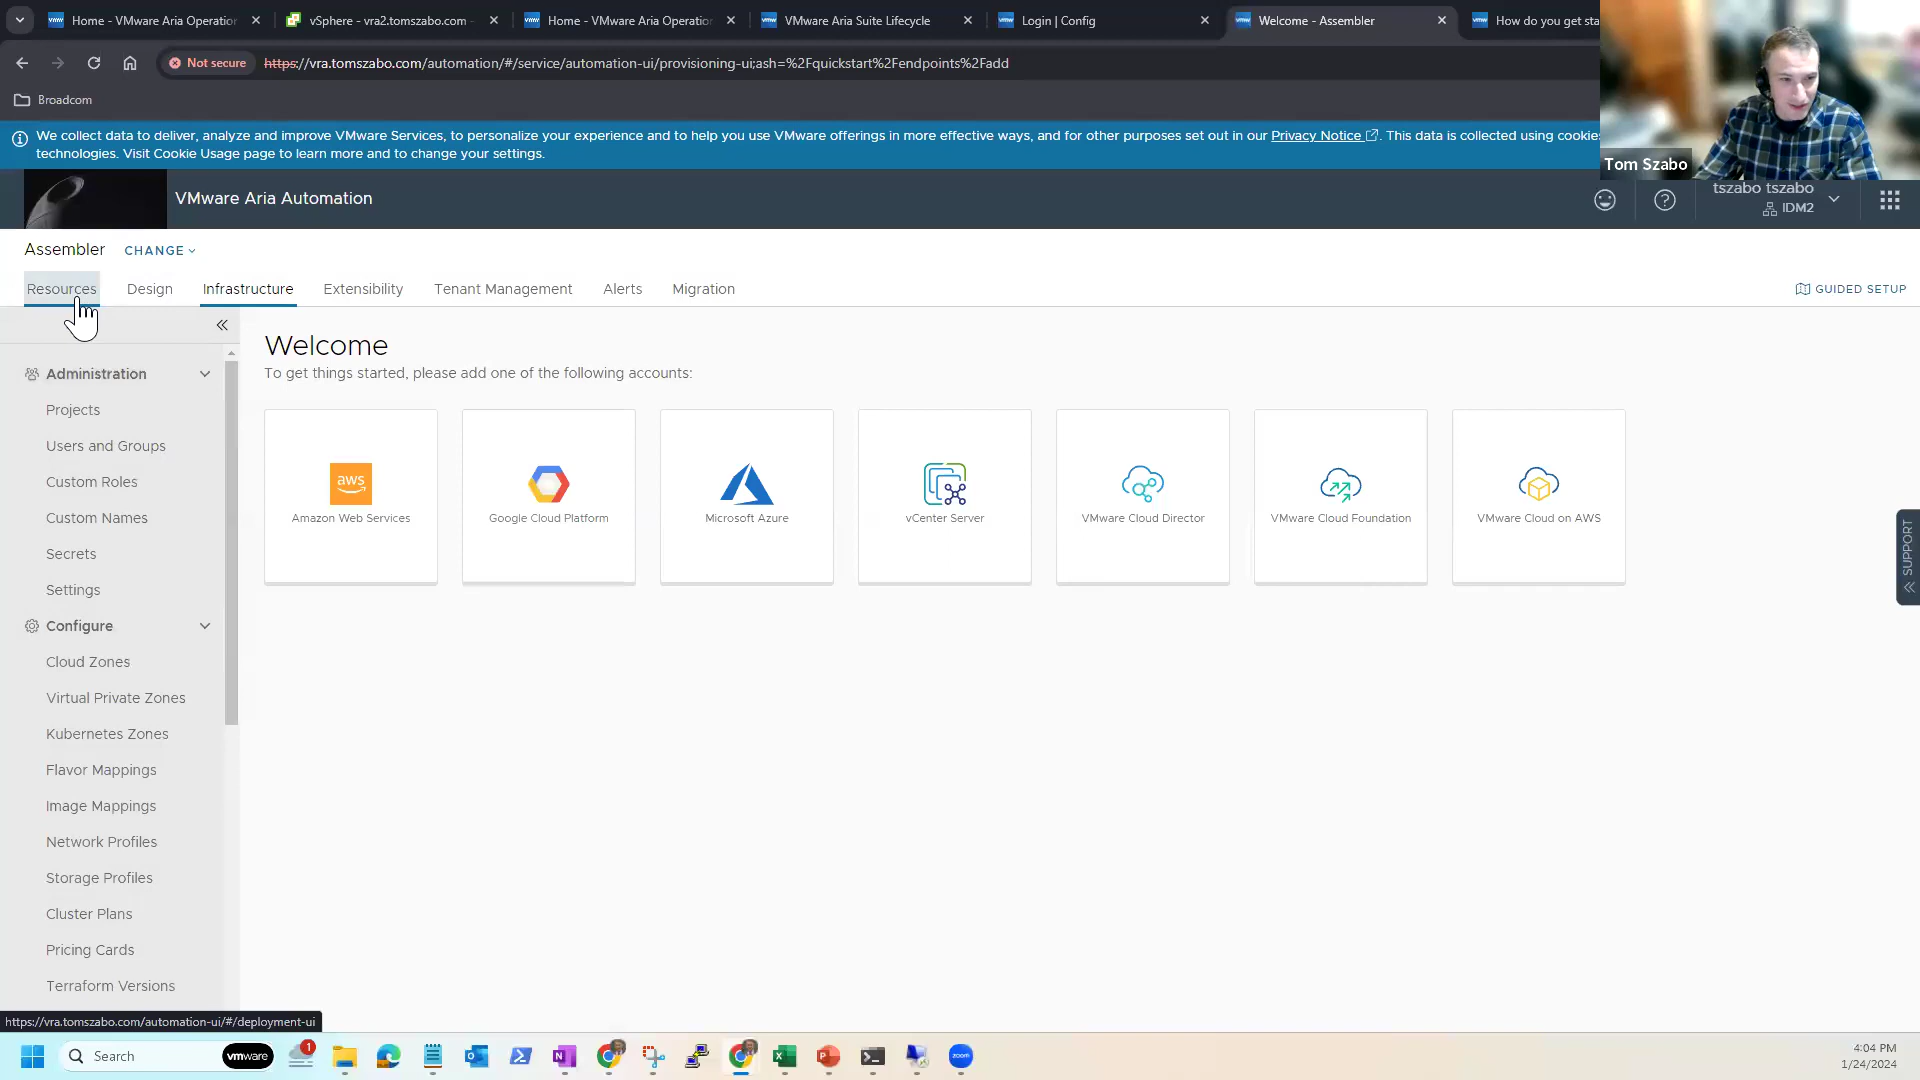 Home - VMware Aria Operation
vSphere - vra2.tomszabo.com -
Home - VMware Aria Operation
VMware Aria Suite Lifecycle
Login | Config
Welcome - Assembler
How do you get sta
Not secure
https://vra.tomszabo.com/automation/#/service/automation-ui/provisioning-ui;ash=%2Fquickstart%2Fendpoints%2Fadd
Broadcom
We collect data to deliver, analyze and improve VMware Services, to personalize your experience and to help you use VMware offerings in more effective ways, and for other purposes set out in our Privacy Notice. This data is collected using cookie
technologies. Visit Cookie Usage page to learn more and to change your settings.
Tom Szabo
VMware Aria Automation
tszabo tszabo
IDM2
Assembler
CHANGE
Resources
Design
Infrastructure
Extensibility
Tenant Management
Alerts
Migration
GUIDED SETUP
Welcome
To get things started, please add one of the following accounts:
Administration
Projects
Users and Groups
Custom Roles
Custom Names
Secrets
Settings
Configure
Cloud Zones
Virtual Private Zones
Kubernetes Zones
Flavor Mappings
Image Mappings
Network Profiles
Storage Profiles
Cluster Plans
Pricing Cards
Terraform Versions
aws
Amazon Web Services
Google Cloud Platform
Microsoft Azure
vCenter Server
VMware Cloud Director
VMware Cloud Foundation
VMware Cloud on AWS
SUPPORT
https://vra.tomszabo.com/automation-ui/#/deployment-ui
Search
vmware
1
zoom
4:04 PM
1/24/2024